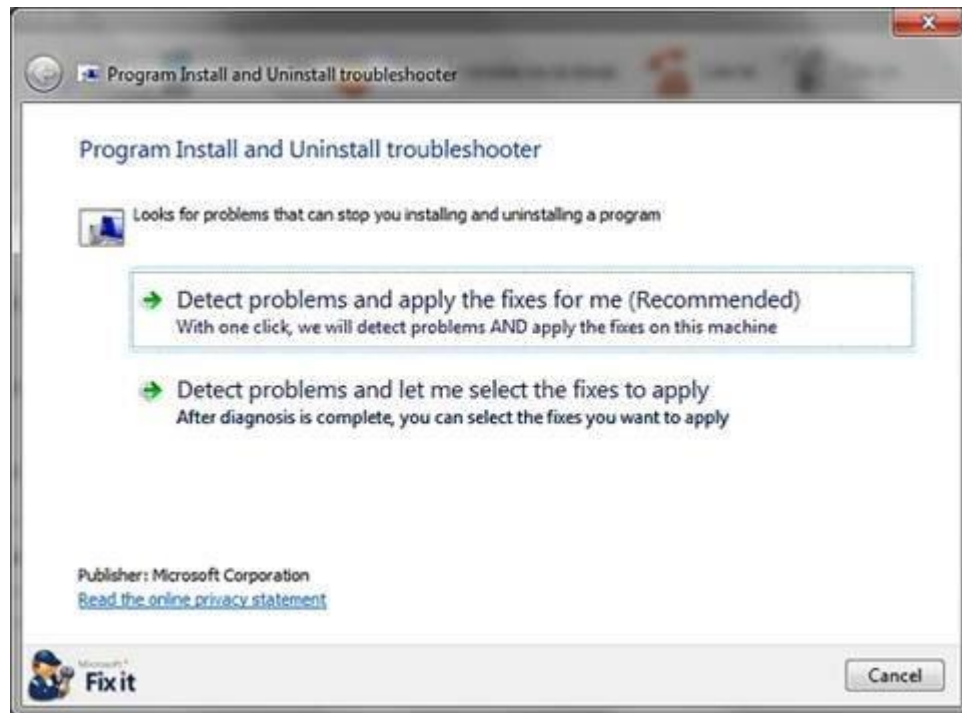 Program Install and Uninstall troubleshooter
Program Install and Uninstall troubleshooter
Looks for problems that can stop you installing and uninstalling a program
Detect problems and apply the fixes for me (Recommended)
With one click, we will detect problems AND apply the fixes on this machine
Detect problems and let me select the fixes to apply
After diagnosis is complete, you can select the fixes you want to apply
Publisher: Microsoft Corporation
Read the online privacy statement
Microsoft®
Fix it
Cancel